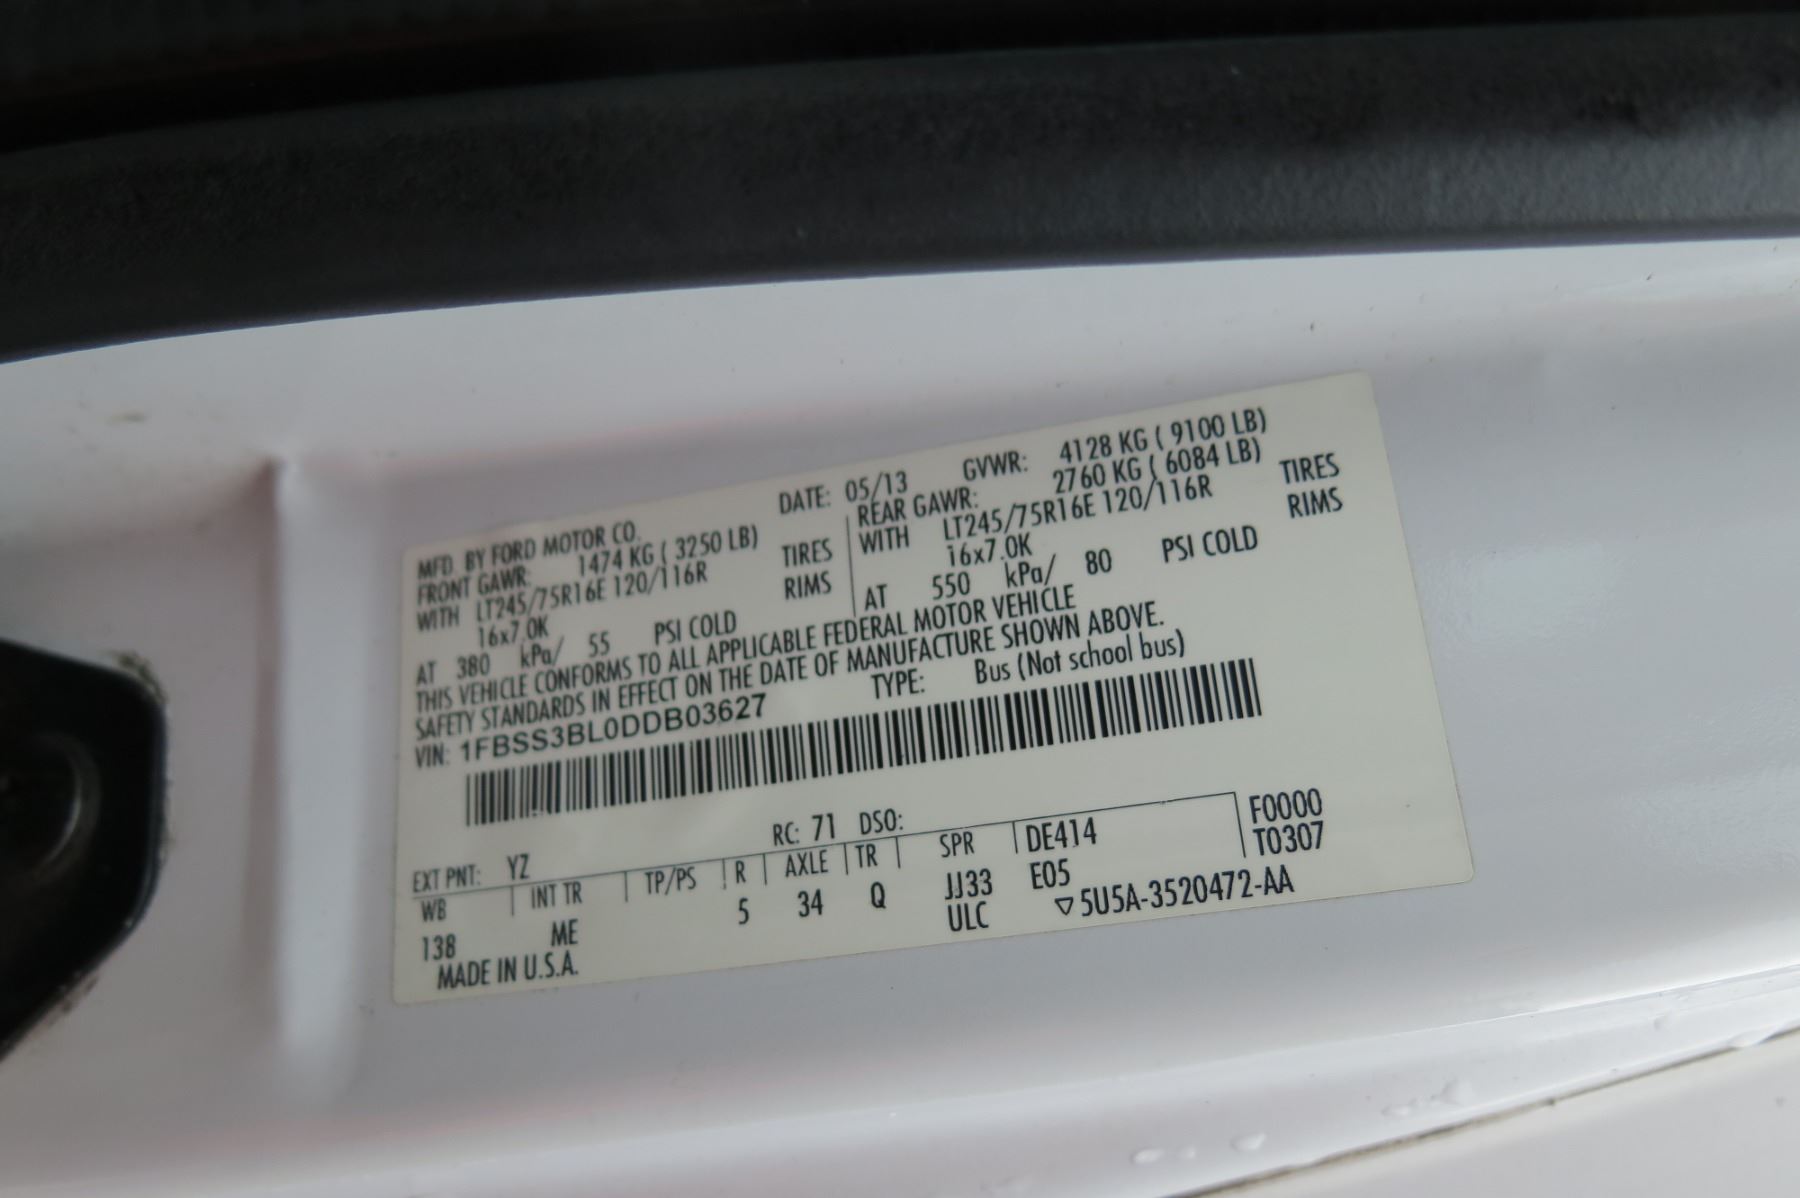 MFD. BY FORD MOTOR CO.
DATE: 05/13 GVWR: 4128 KG ( 9100 LB)
FRONT GAWR: 1474 KG ( 3250 LB)
REAR GAWR: 2760 KG ( 6084 LB)
WITH LT245/75R16E 120/116R TIRES
WITH LT245/75R16E 120/116R TIRES
16x7.0K RIMS
16x7.0K RIMS
AT 380 kPa/ 55 PSI COLD
AT 550 kPa/ 80 PSI COLD
THIS VEHICLE CONFORMS TO ALL APPLICABLE FEDERAL MOTOR VEHICLE
SAFETY STANDARDS IN EFFECT ON THE DATE OF MANUFACTURE SHOWN ABOVE.
VIN: 1FBSS3BL0DDB03627 TYPE: Bus (Not school bus)
EXT PNT: YZ RC: 71 DSO: F0000
WB INT TR TP/PS R AXLE TR SPR DE414 T0307
138 ME 5 34 Q JJ33 E05
MADE IN U.S.A. ULC ▽5U5A-3520472-AA